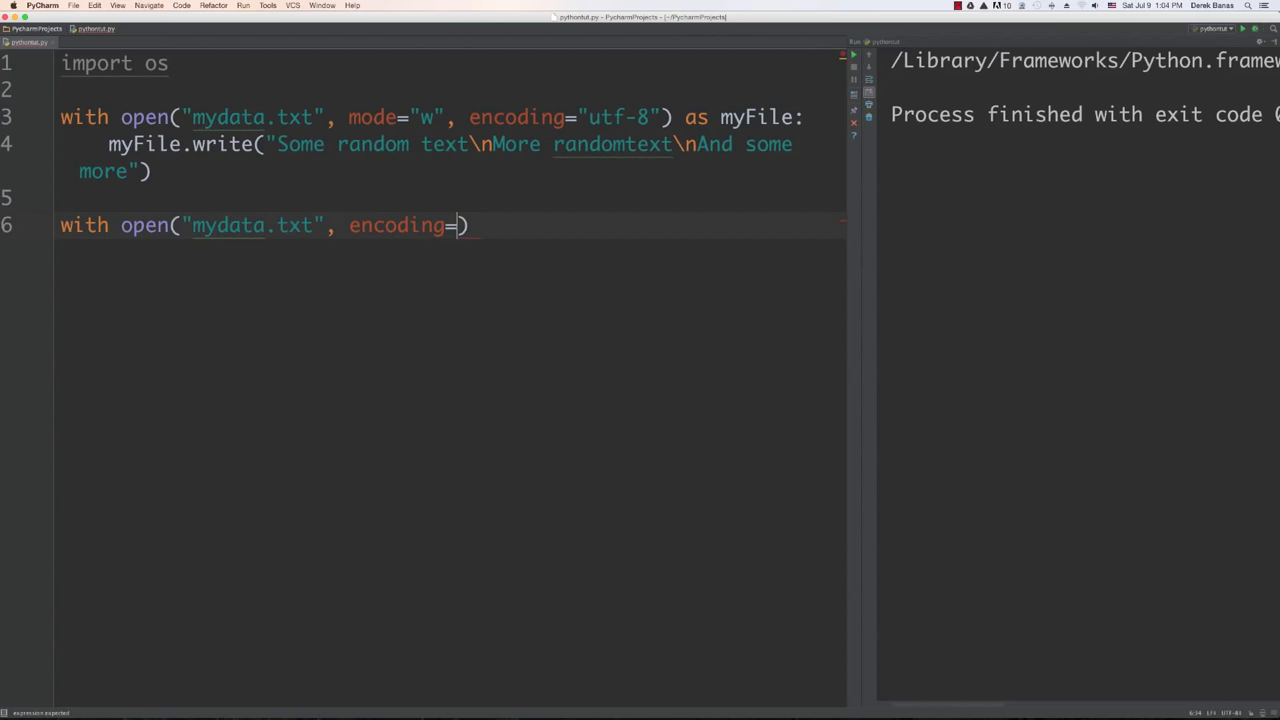 PyCharm File Edit View Navigate Code Refactor Run Tools VCS Window Help 10 Sat Jul 9 1:04 PM Derek Banas
pythontut.py - PycharmProjects - [~/PycharmProjects]
PycharmProjects pythontut.py pythontut
pythontut.py Run pythontut
1 import os
2
3 with open("mydata.txt", mode="w", encoding="utf-8") as myFile:
4 myFile.write("Some random text\nMore randomtext\nAnd some
more")
5
6 with open("mydata.txt", encoding=)
/Library/Frameworks/Python.framew
Process finished with exit code
expression expected 6:34 LF÷ UTF-8÷